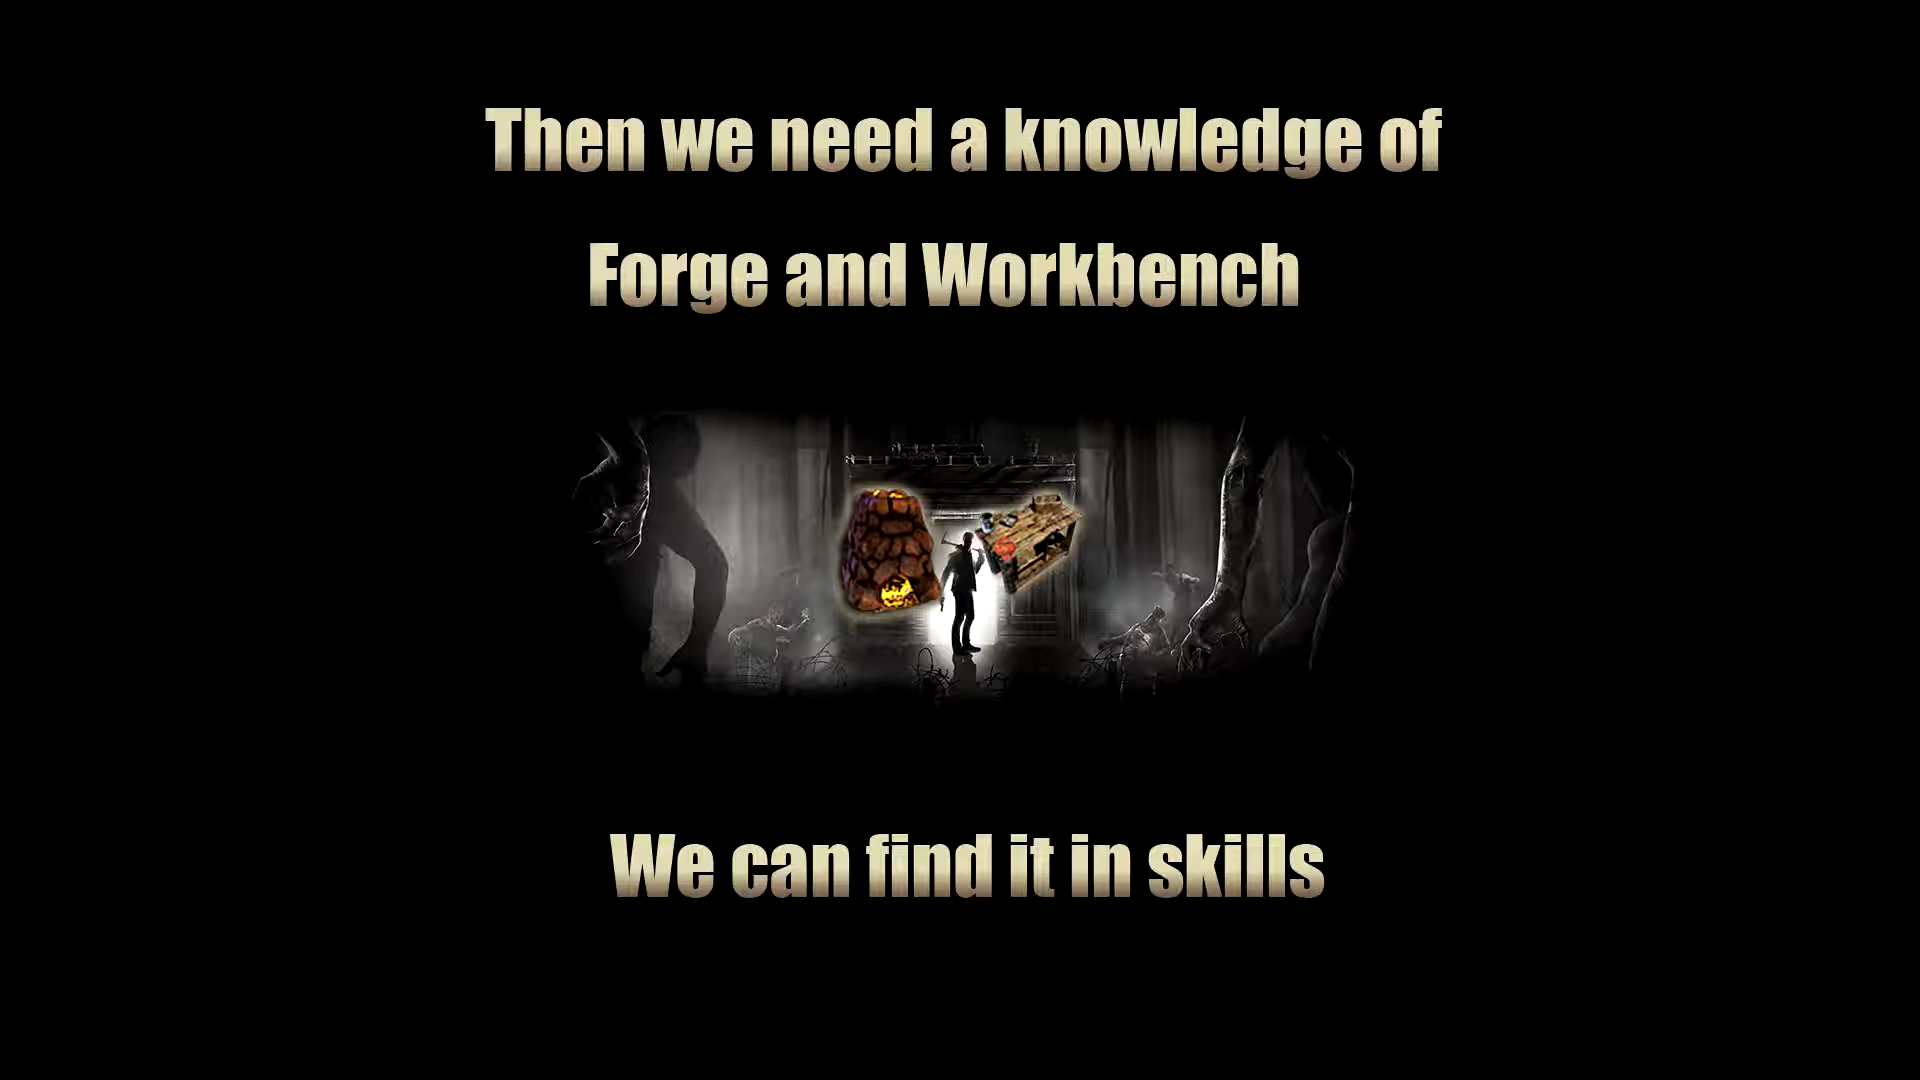 Then we need a knowledge of
Forge and Workbench
We can find it in skills